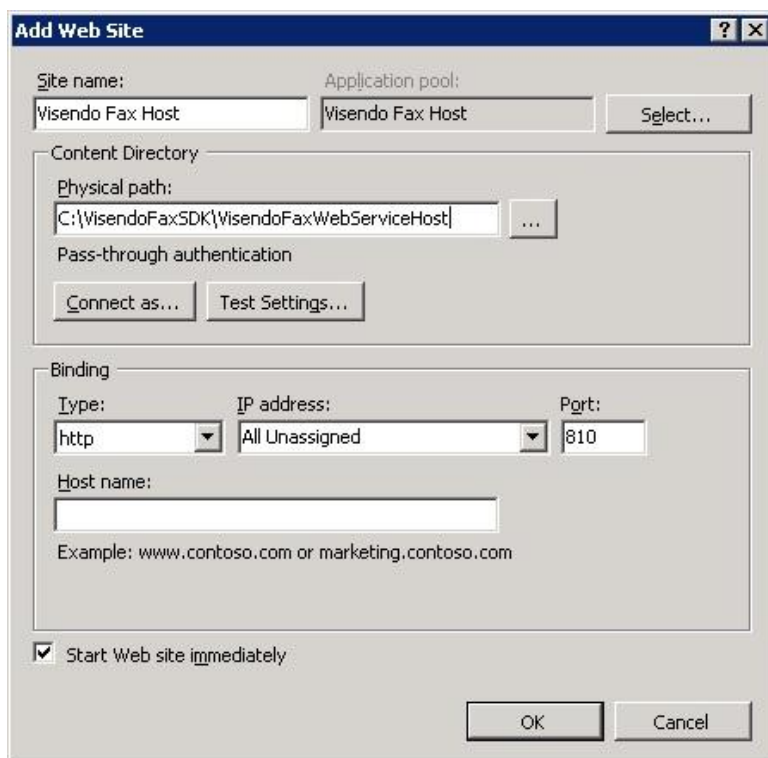 Add Web Site
Site name:
Application pool:
Visendo Fax Host
Visendo Fax Host
Select...
Content Directory
Physical path:
C:\VisendoFaxSDK\VisendoFaxWebServiceHost
...
Pass-through authentication
Connect as...
Test Settings...
Binding
Type:
IP address:
Port:
http
All Unassigned
810
Host name:
Example: www.contoso.com or marketing.contoso.com
Start Web site immediately
OK
Cancel